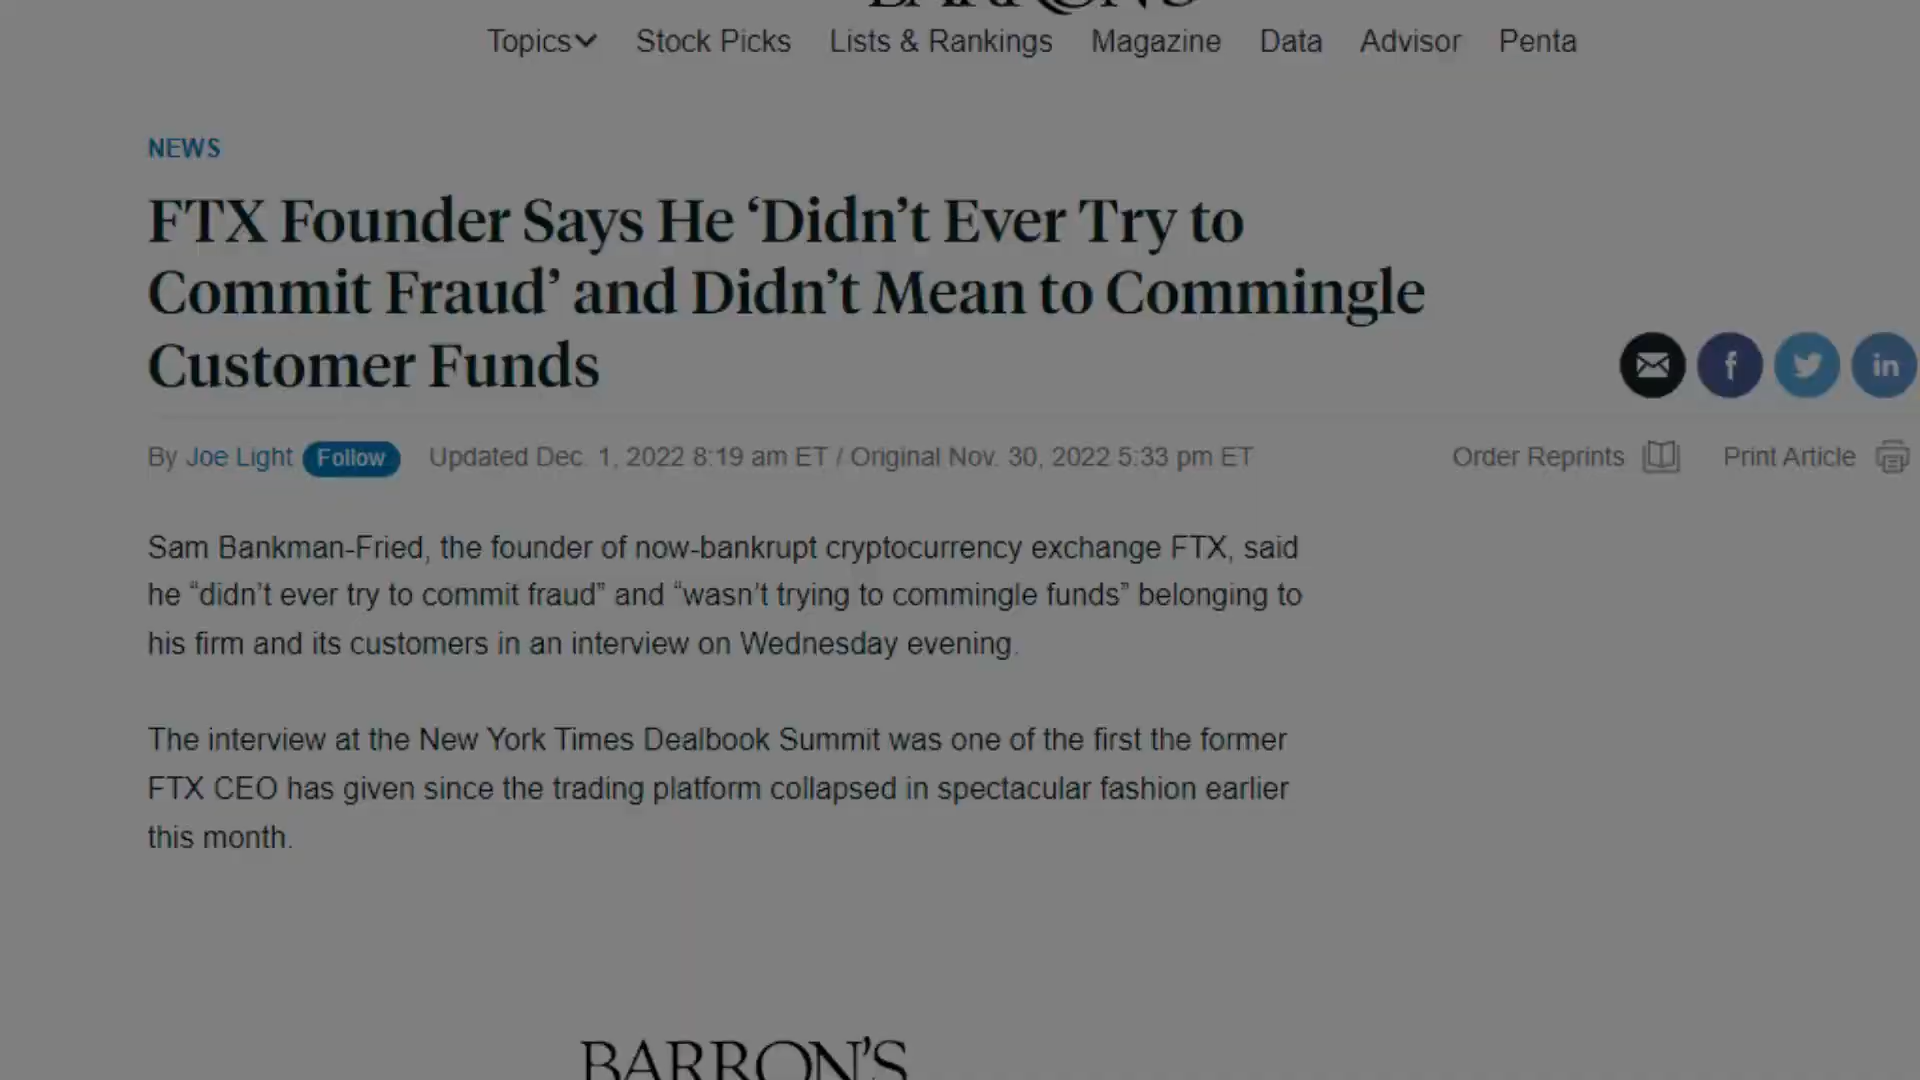 BARRON'S
Topics Stock Picks Lists & Rankings Magazine Data Advisor Penta
NEWS
FTX Founder Says He ‘Didn’t Ever Try to
Commit Fraud’ and Didn’t Mean to Commingle
Customer Funds
By Joe Light Follow Updated Dec. 1, 2022 8:19 am ET / Original Nov. 30, 2022 5:33 pm ET Order Reprints Print Article
Sam Bankman-Fried, the founder of now-bankrupt cryptocurrency exchange FTX, said
he “didn’t ever try to commit fraud” and “wasn’t trying to commingle funds” belonging to
his firm and its customers in an interview on Wednesday evening.
The interview at the New York Times Dealbook Summit was one of the first the former
FTX CEO has given since the trading platform collapsed in spectacular fashion earlier
this month.
BARRON'S